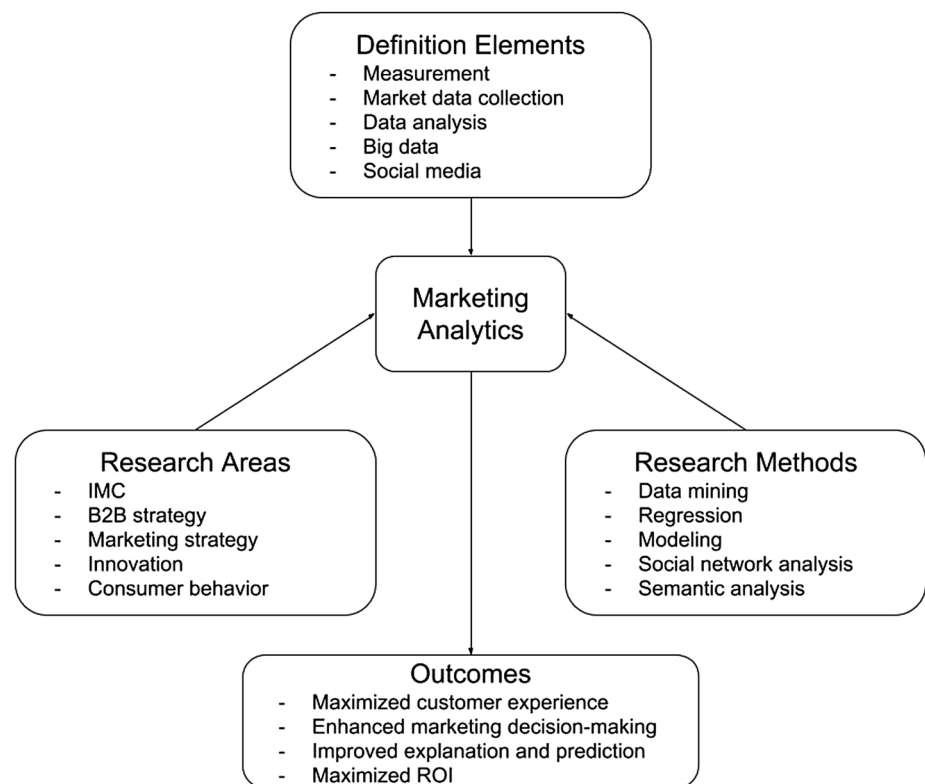 Definition Elements
- Measurement
- Market data collection
- Data analysis
- Big data
- Social media
Marketing
Analytics
Research Areas
- IMC
- B2B strategy
- Marketing strategy
- Innovation
- Consumer behavior
Research Methods
- Data mining
- Regression
- Modeling
- Social network analysis
- Semantic analysis
Outcomes
- Maximized customer experience
- Enhanced marketing decision-making
- Improved explanation and prediction
- Maximized ROI